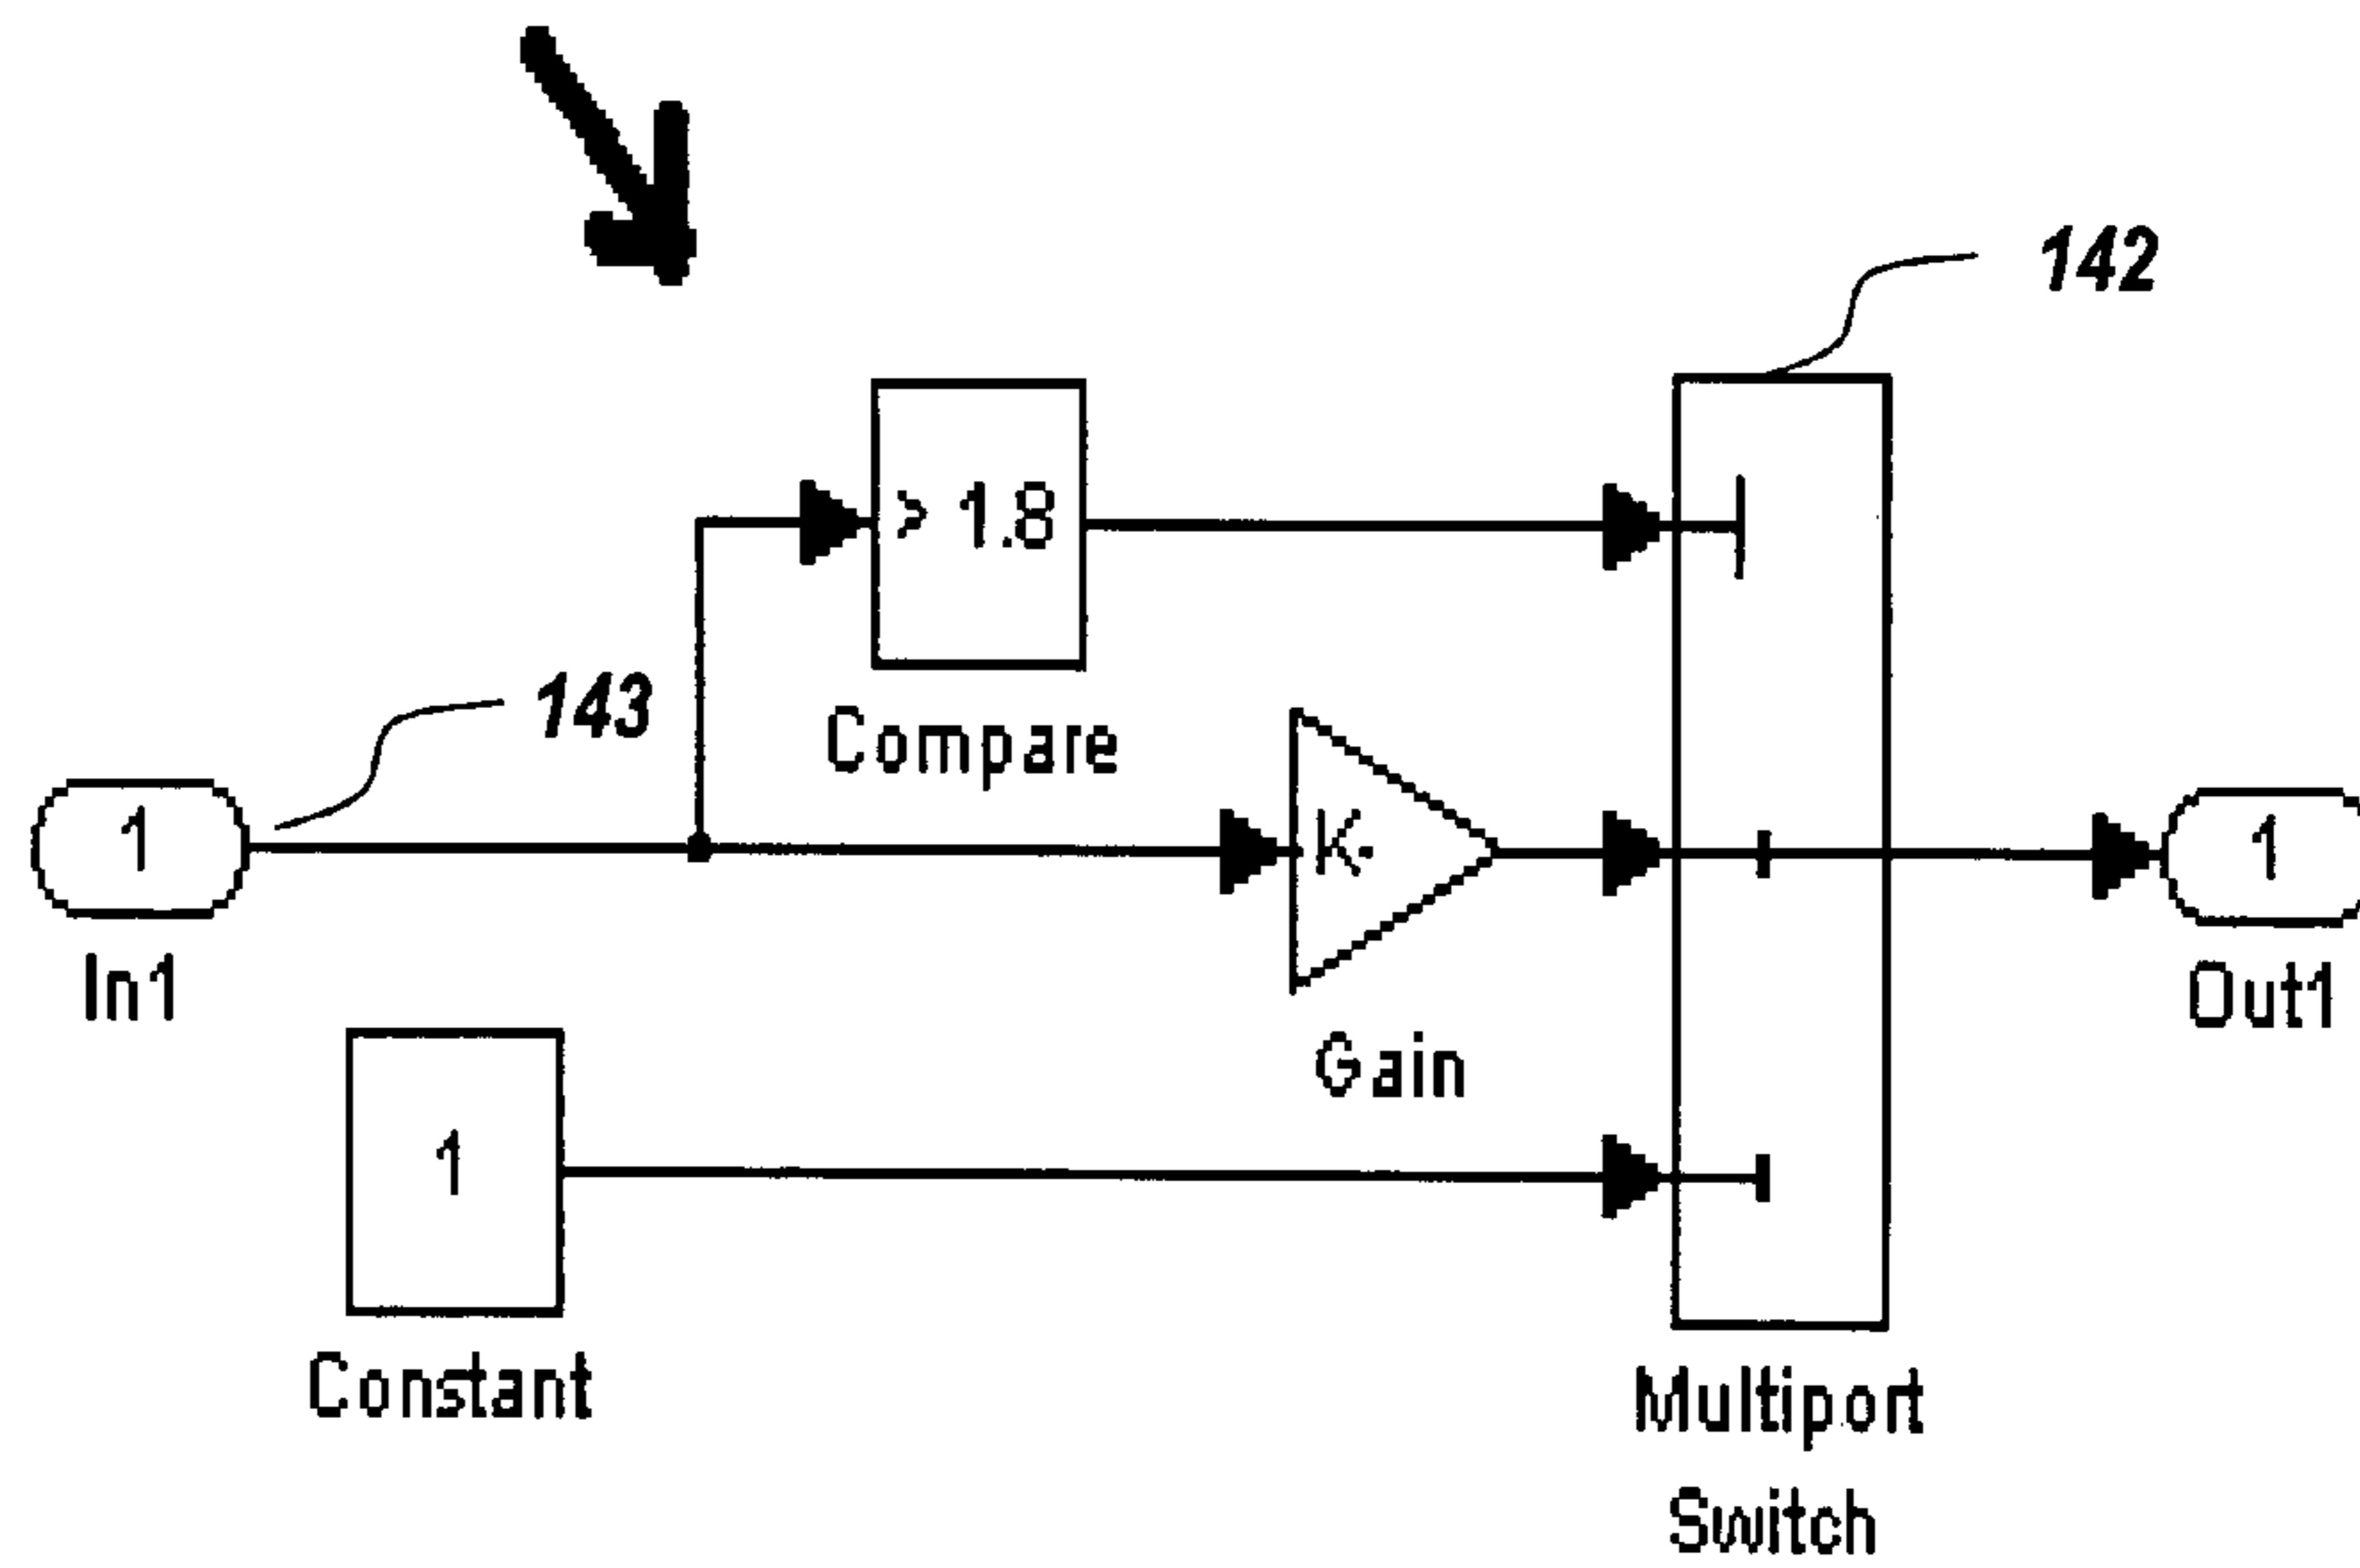 142
> 1.8
143
Compare
1
K-
1
In1
Out1
Gain
1
Constant
Multiport
Switch